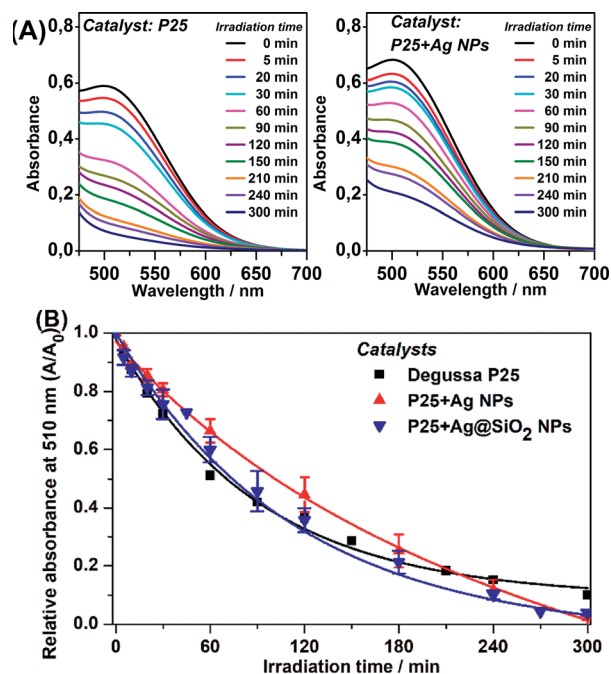 (A)
Catalyst: P25
Irradiation time
0 min
5 min
20 min
30 min
60 min
90 min
120 min
150 min
210 min
240 min
300 min
0,8
0,6
0,4
0,2
0,0
Absorbance
500 550 600 650 700
Wavelength / nm
Catalyst:
P25+Ag NPs
Irradiation time
0 min
5 min
20 min
30 min
60 min
90 min
120 min
150 min
210 min
240 min
300 min
0,8
0,6
0,4
0,2
0,0
Absorbance
500 550 600 650 700
Wavelength / nm
(B)
Catalysts
Degussa P25
P25+Ag NPs
P25+Ag@SiO₂ NPs
1.0
0.8
0.6
0.4
0.2
0.0
Relative absorbance at 510 nm (A/A₀)
0 60 120 180 240 300
Irradiation time / min